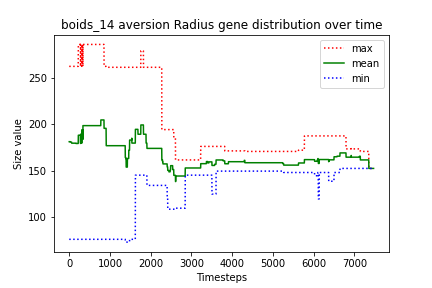 boids_14 aversion Radius gene distribution over time
max
mean
min
Size value
250
200
150
100
0
1000
2000
3000
4000
5000
6000
7000
Timesteps